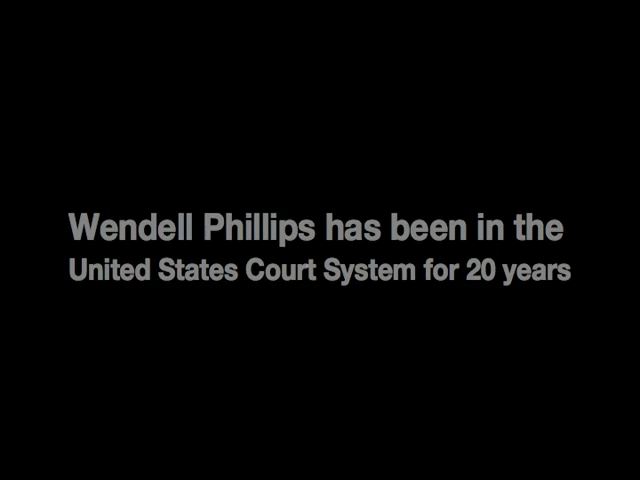 Wendell Phillips has been in the
United States Court System for 20 years